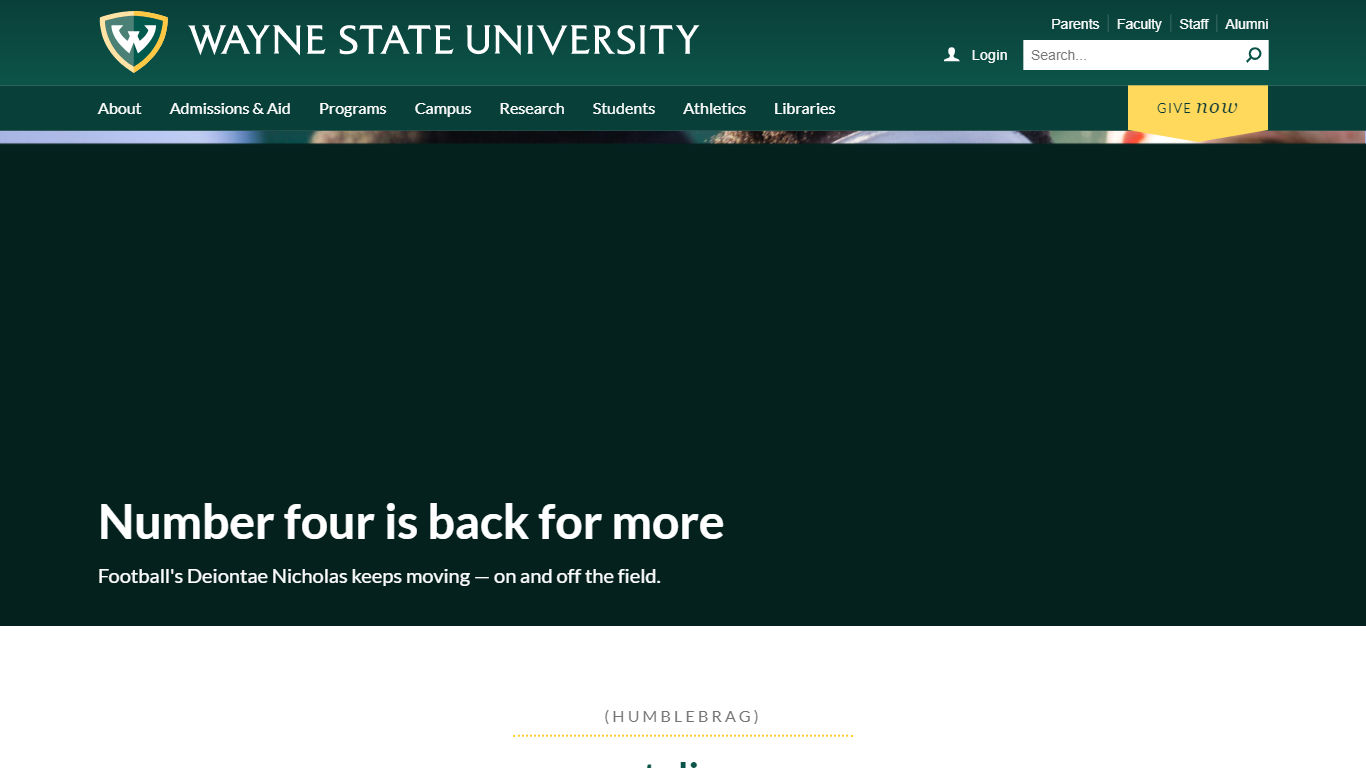 WAYNE STATE UNIVERSITY
Parents
Faculty
Staff
Alumni
Login
Search...
About
Admissions & Aid
Programs
Campus
Research
Students
Athletics
Libraries
GIVE now
Number four is back for more
Football's Deiontae Nicholas keeps moving — on and off the field.
(HUMBLEBRAG)